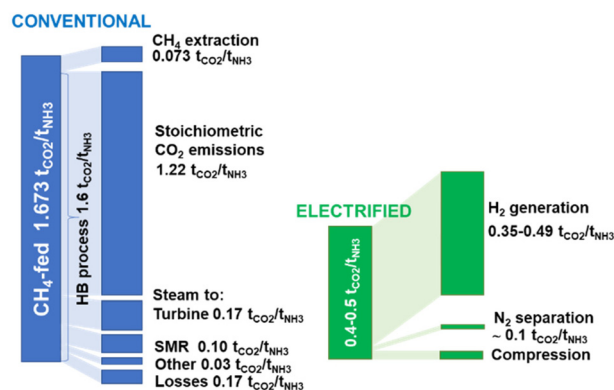 CONVENTIONAL
CH₄-fed 1.673 tCO2/tNH3
HB process 1.6 tCO2/tNH3
CH₄ extraction
0.073 tCO2/tNH3
Stoichiometric
CO₂ emissions
1.22 tCO2/tNH3
Steam to:
Turbine 0.17 tCO2/tNH3
SMR 0.10 tCO2/tNH3
Other 0.03 tCO2/tNH3
Losses 0.17 tCO2/tNH3
ELECTRIFIED
0.4-0.5 tCO2/tNH3
H₂ generation
0.35-0.49 tCO2/tNH3
N₂ separation
~ 0.1 tCO2/tNH3
Compression